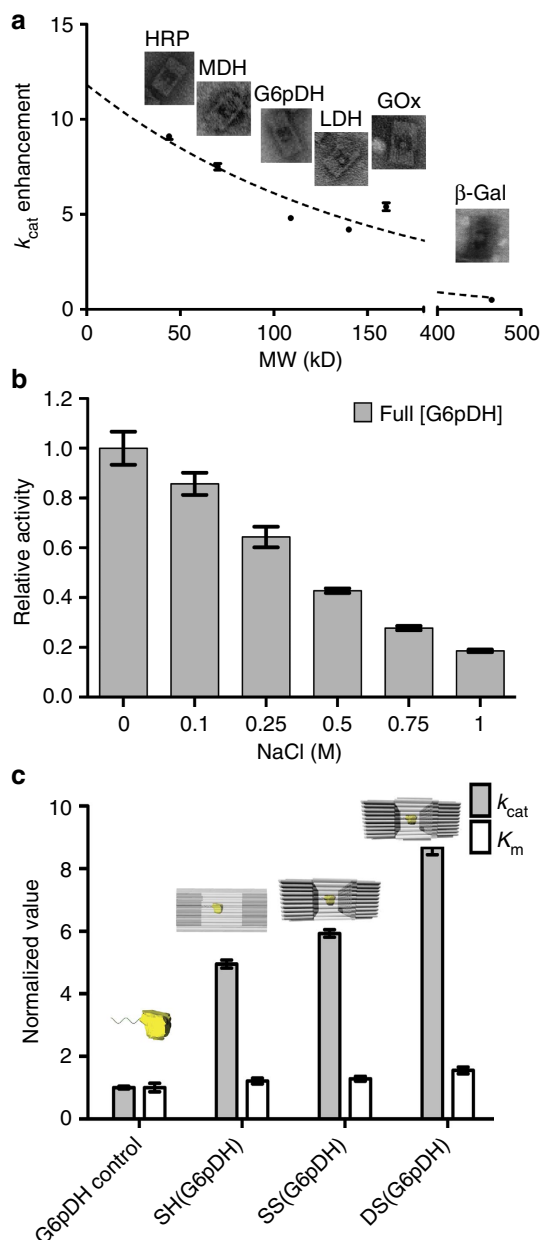 a
15
10
5
0
k cat enhancement
HRP
MDH
G6pDH
LDH
GOx
β-Gal
0 50 100 150 400 500
MW (kD)
b
1.2
1.0
0.8
0.6
0.4
0.2
0.0
Relative activity
Full [G6pDH]
0 0.1 0.25 0.5 0.75 1
NaCl (M)
c
10
8
6
4
2
0
Normalized value
k cat
K m
G6pDH control
SH(G6pDH)
SS(G6pDH)
DS(G6pDH)